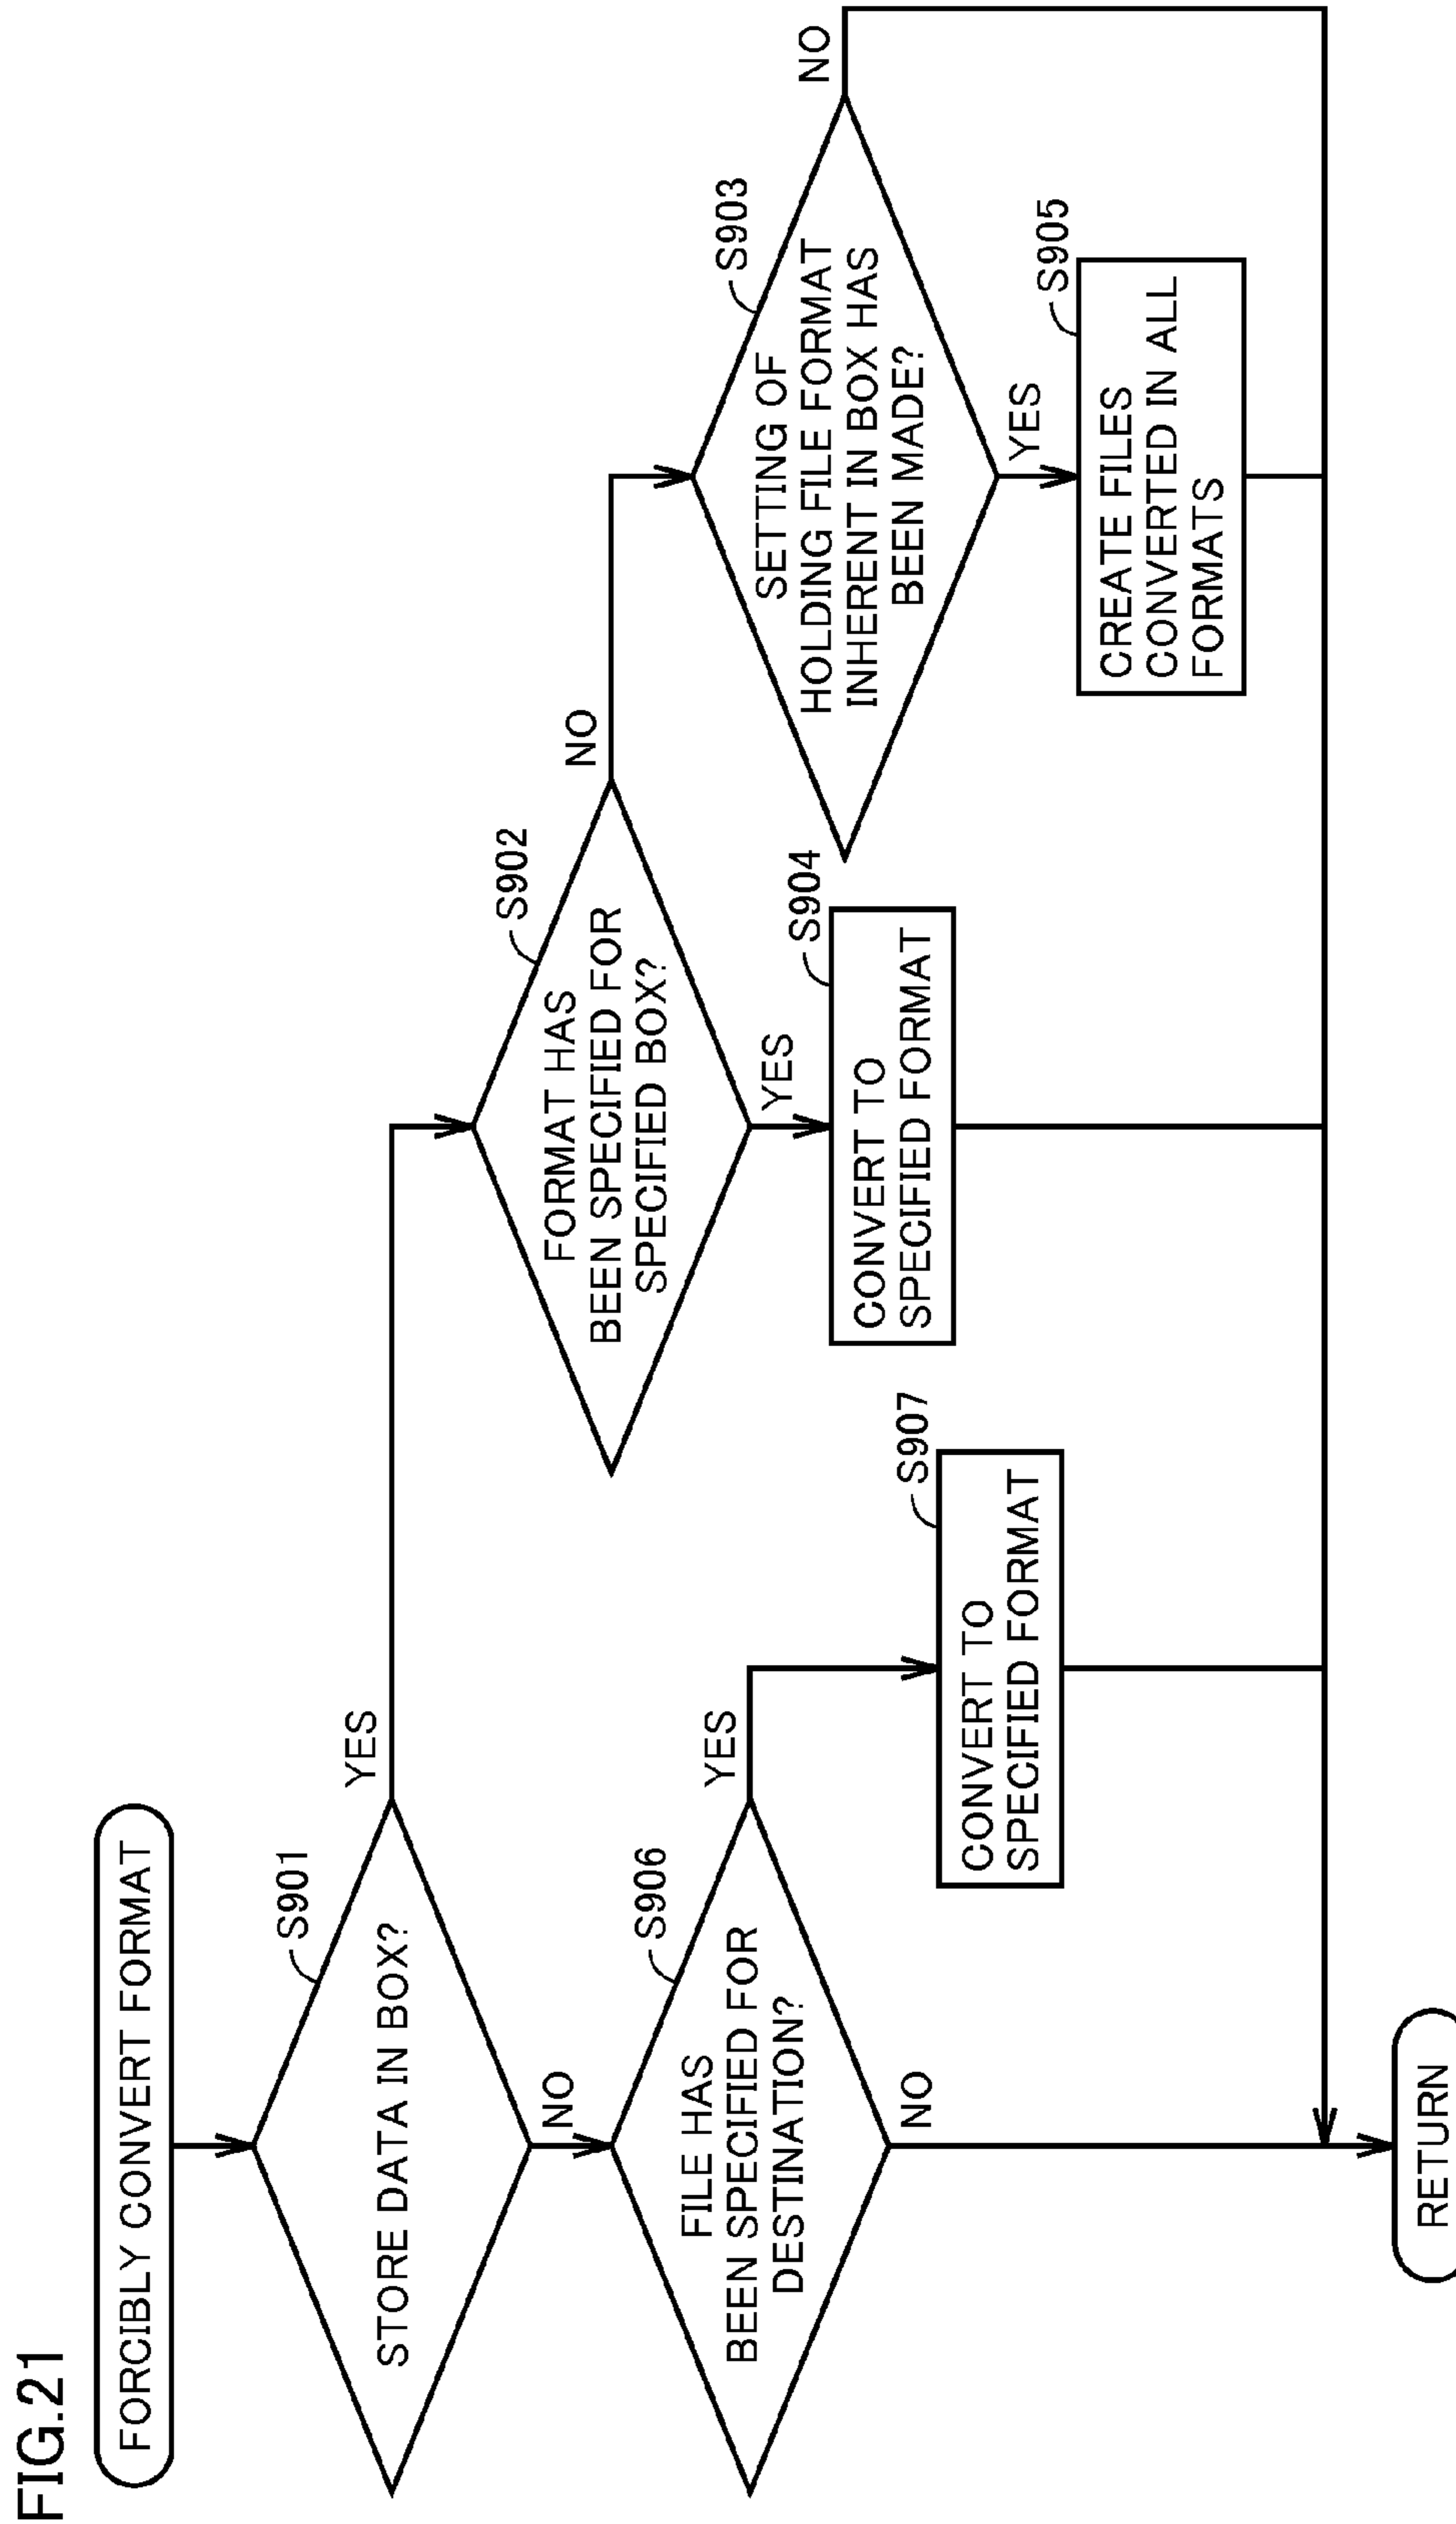 FIG.21
FORCIBLY CONVERT FORMAT
S901
STORE DATA IN BOX?
YES
NO
S902
FORMAT HAS
BEEN SPECIFIED FOR
SPECIFIED BOX?
NO
YES
S903
SETTING OF
HOLDING FILE FORMAT
INHERENT IN BOX HAS
BEEN MADE?
NO
YES
S906
FILE HAS
BEEN SPECIFIED FOR
DESTINATION?
YES
NO
S907
CONVERT TO
SPECIFIED FORMAT
S904
CONVERT TO
SPECIFIED FORMAT
S905
CREATE FILES
CONVERTED IN ALL
FORMATS
RETURN